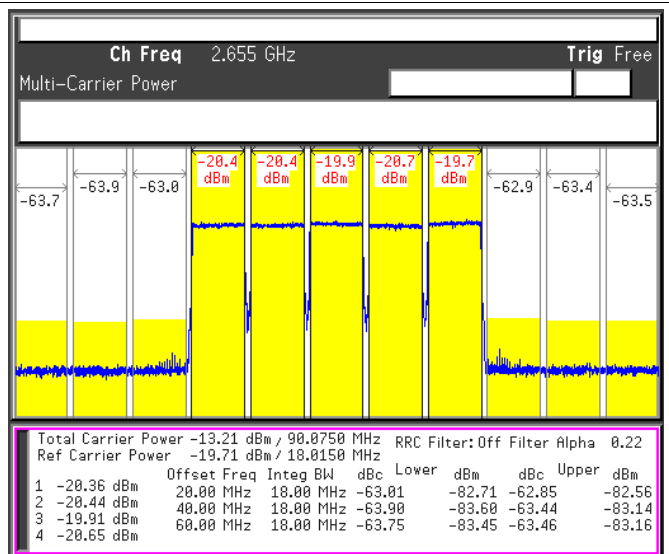 Ch Freq 2.655 GHz Trig Free
Multi-Carrier Power
-20.4 -20.4 -19.9 -20.7 -19.7
dBm dBm dBm dBm dBm
-63.7 -63.9 -63.0 -62.9 -63.4 -63.5
Total Carrier Power -13.21 dBm / 90.0750 MHz RRC Filter: Off Filter Alpha 0.22
Ref Carrier Power -19.71 dBm / 18.0150 MHz
Lower Upper
Offset Freq Integ BW dBc dBm dBc dBm
1 -20.36 dBm 20.00 MHz 18.00 MHz -63.01 -82.71 -62.85 -82.56
2 -20.44 dBm 40.00 MHz 18.00 MHz -63.90 -83.60 -63.44 -83.14
3 -19.91 dBm 60.00 MHz 18.00 MHz -63.75 -83.45 -63.46 -83.16
4 -20.65 dBm